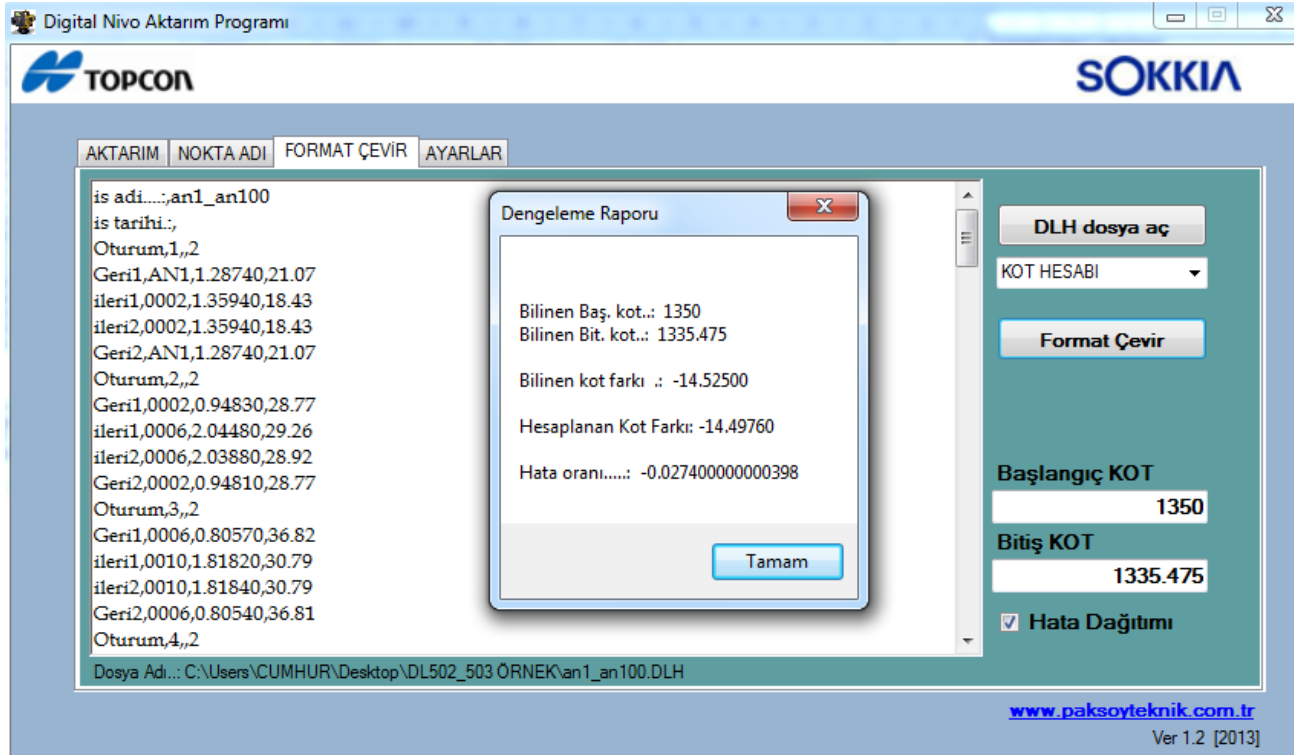 Digital Nivo Aktarım Programı
TOPCON
SOKKIA
AKTARIM NOKTA ADI FORMAT ÇEVİR AYARLAR
is adi....:,an1_an100
is tarihi.:,
Oturum,1,,2
Geri1,AN1,1.28740,21.07
ileri1,0002,1.35940,18.43
ileri2,0002,1.35940,18.43
Geri2,AN1,1.28740,21.07
Oturum,2,,2
Geri1,0002,0.94830,28.77
ileri1,0006,2.04480,29.26
ileri2,0006,2.03880,28.92
Geri2,0002,0.94810,28.77
Oturum,3,,2
Geri1,0006,0.80570,36.82
ileri1,0010,1.81820,30.79
ileri2,0010,1.81840,30.79
Geri2,0006,0.80540,36.81
Oturum,4,,2
Dengeleme Raporu
Bilinen Baş. kot..: 1350
Bilinen Bit. kot..: 1335.475
Bilinen kot farkı .: -14.52500
Hesaplanan Kot Farkı: -14.49760
Hata oranı.....: -0.027400000000398
Tamam
DLH dosya aç
KOT HESABI
Format Çevir
Başlangıç KOT
1350
Bitiş KOT
1335.475
Hata Dağıtımı
Dosya Adı..: C:\Users\CUMHUR\Desktop\DL502_503 ÖRNEK\an1_an100.DLH
www.paksoyteknik.com.tr
Ver 1.2 [2013]